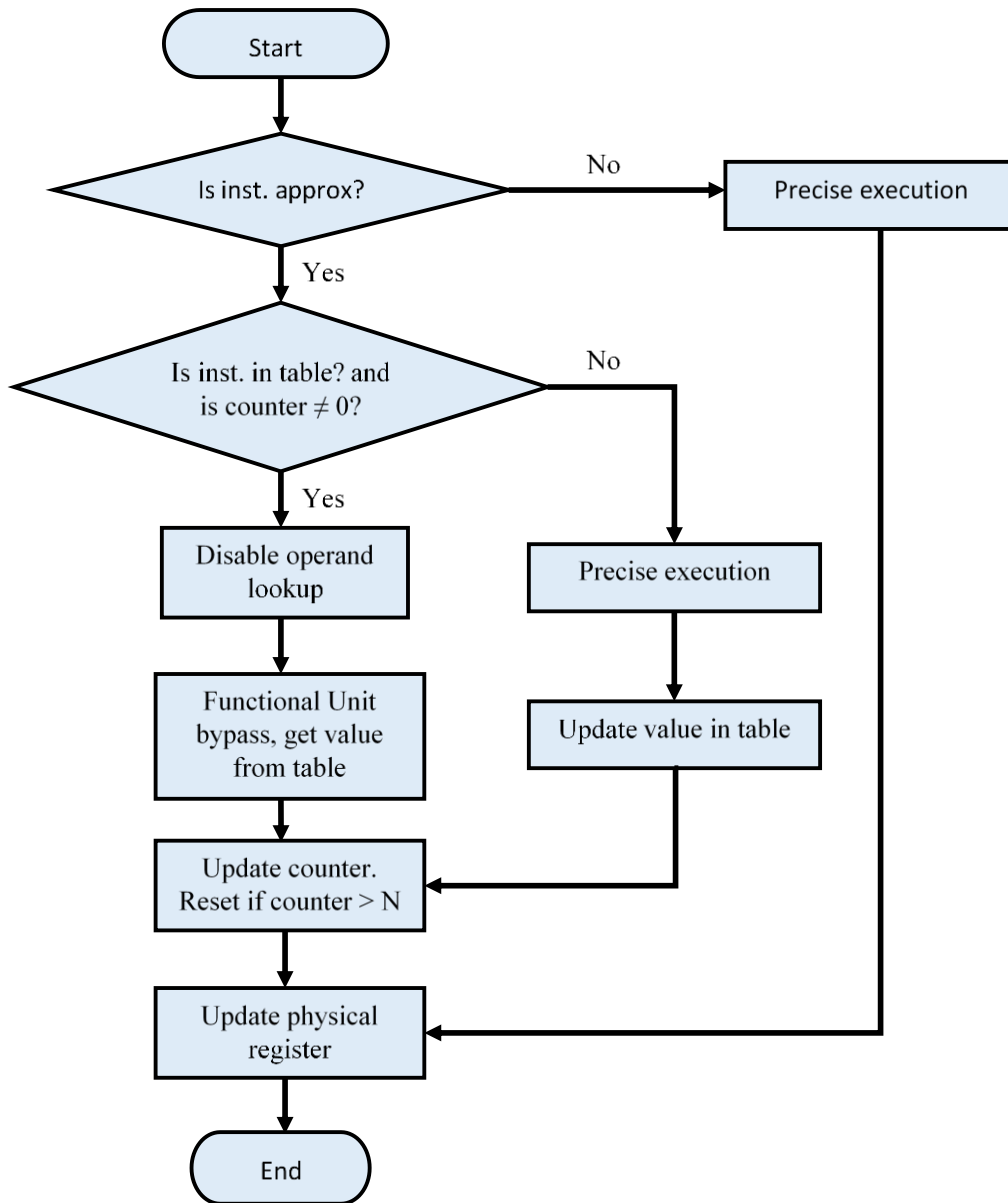 Start
Is inst. approx?
No
Precise execution
Yes
Is inst. in table? and
is counter ≠ 0?
No
Yes
Disable operand
lookup
Precise execution
Functional Unit
bypass, get value
from table
Update value in table
Update counter.
Reset if counter > N
Update physical
register
End